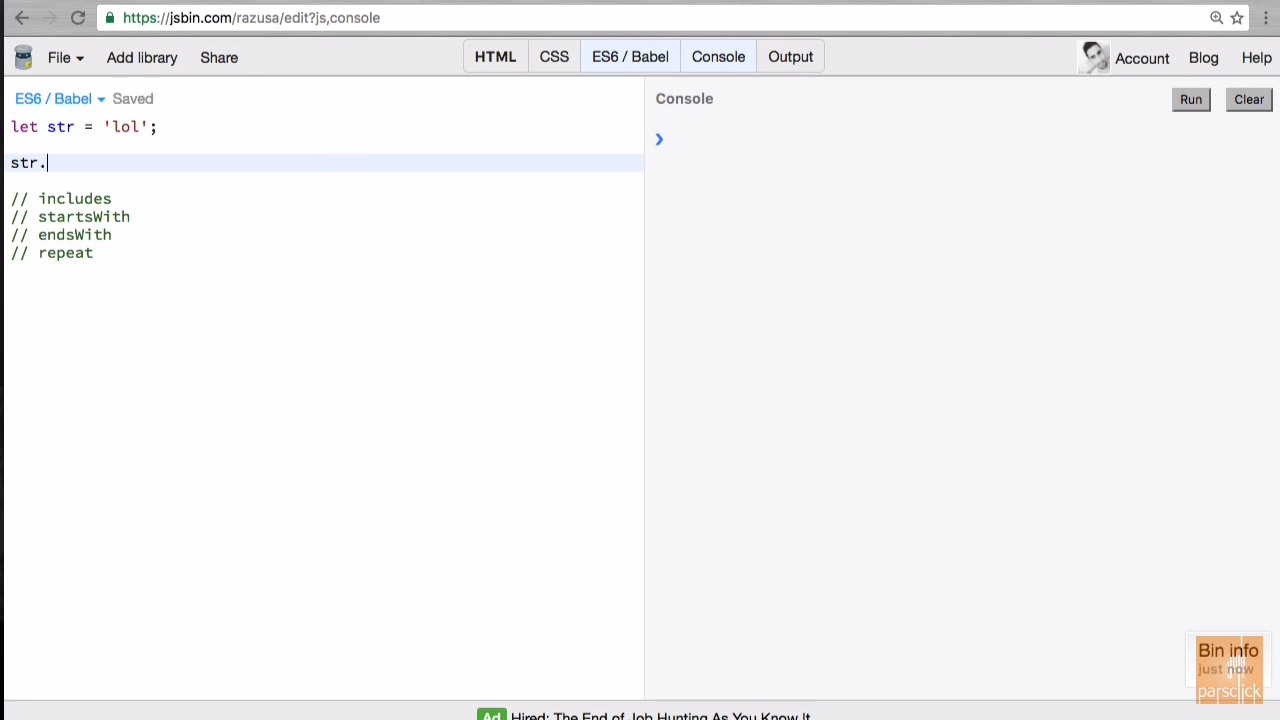 https://jsbin.com/razusa/edit?js,console
File Add library Share HTML CSS ES6 / Babel Console Output Account Blog Help
ES6 / Babel Saved
Console Run Clear
let str = 'lol';
str.
// includes
// startsWith
// endsWith
// repeat
Bin info
just now
parsclick
Ad Hired: The End of Job Hunting As You Know It